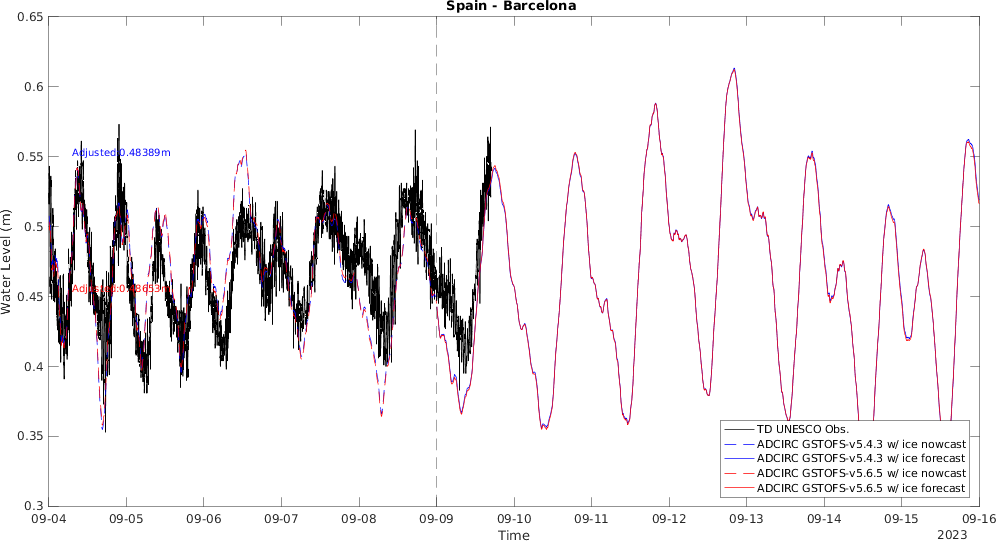 Spain - Barcelona
0.65
0.6
0.55
0.5
0.45
0.4
0.35
0.3
Water Level (m)
Adjusted:0.48389m
Adjusted:0.48653m
TD UNESCO Obs.
ADCIRC GSTOFS-v5.4.3 w/ ice nowcast
ADCIRC GSTOFS-v5.4.3 w/ ice forecast
ADCIRC GSTOFS-v5.6.5 w/ ice nowcast
ADCIRC GSTOFS-v5.6.5 w/ ice forecast
09-04 09-05 09-06 09-07 09-08 09-09 09-10 09-11 09-12 09-13 09-14 09-15 09-16
Time
2023